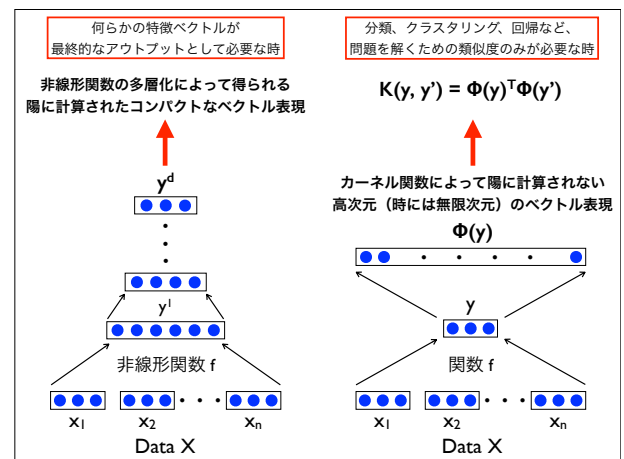 何らかの特徴ベクトルが
最終的なアウトプットとして必要な時
非線形関数の多層化によって得られる
陽に計算されたコンパクトなベクトル表現
yᵈ
y¹
非線形関数 f
x₁ x₂ ・・・ xₙ
Data X
分類、クラスタリング、回帰など、
問題を解くための類似度のみが必要な時
K(y, y’) = Φ(y)ᵀΦ(y’)
カーネル関数によって陽に計算されない
高次元（時には無限次元）のベクトル表現
Φ(y)
y
関数 f
x₁ x₂ ・・・ xₙ
Data X